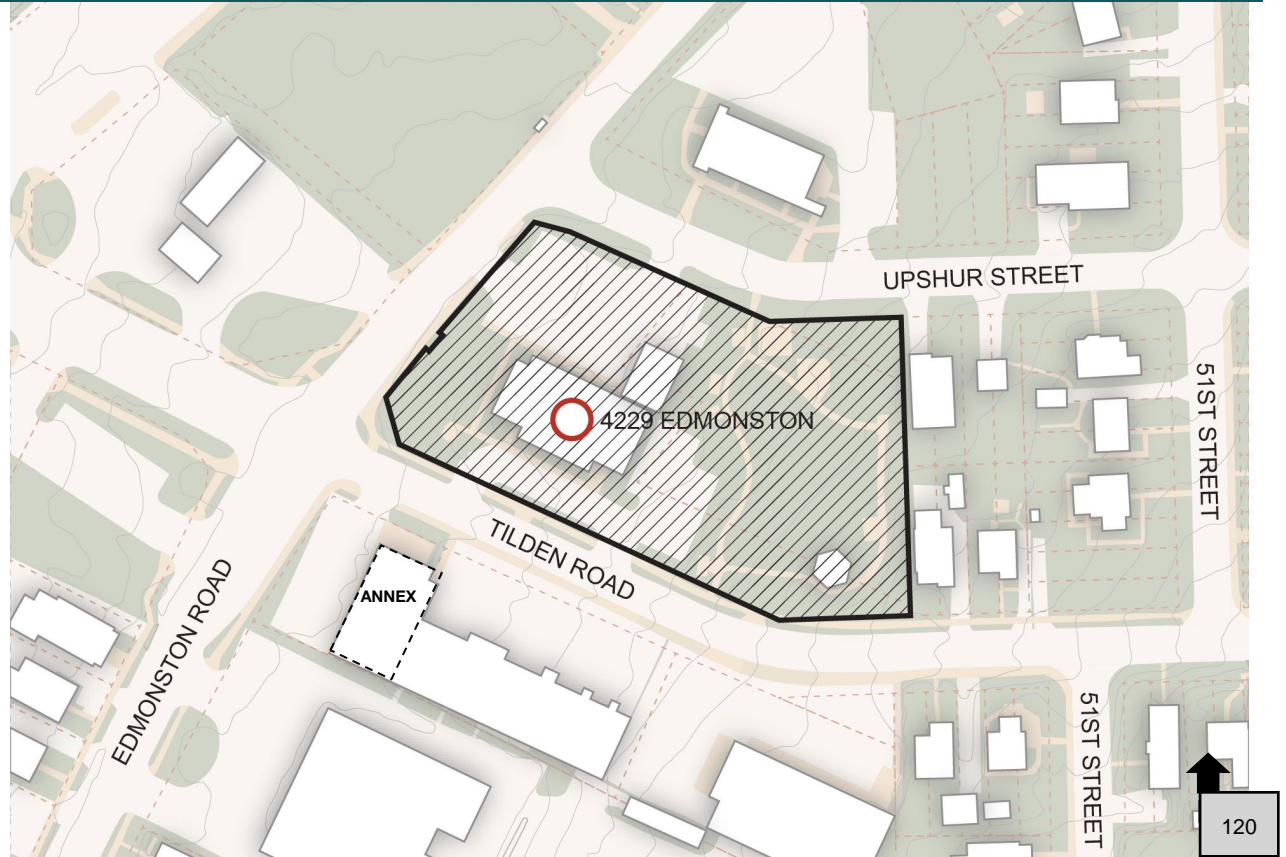 UPSHUR STREET
51ST STREET
4229 EDMONSTON
TILDEN ROAD
ANNEX
EDMONSTON ROAD
51ST STREET
120